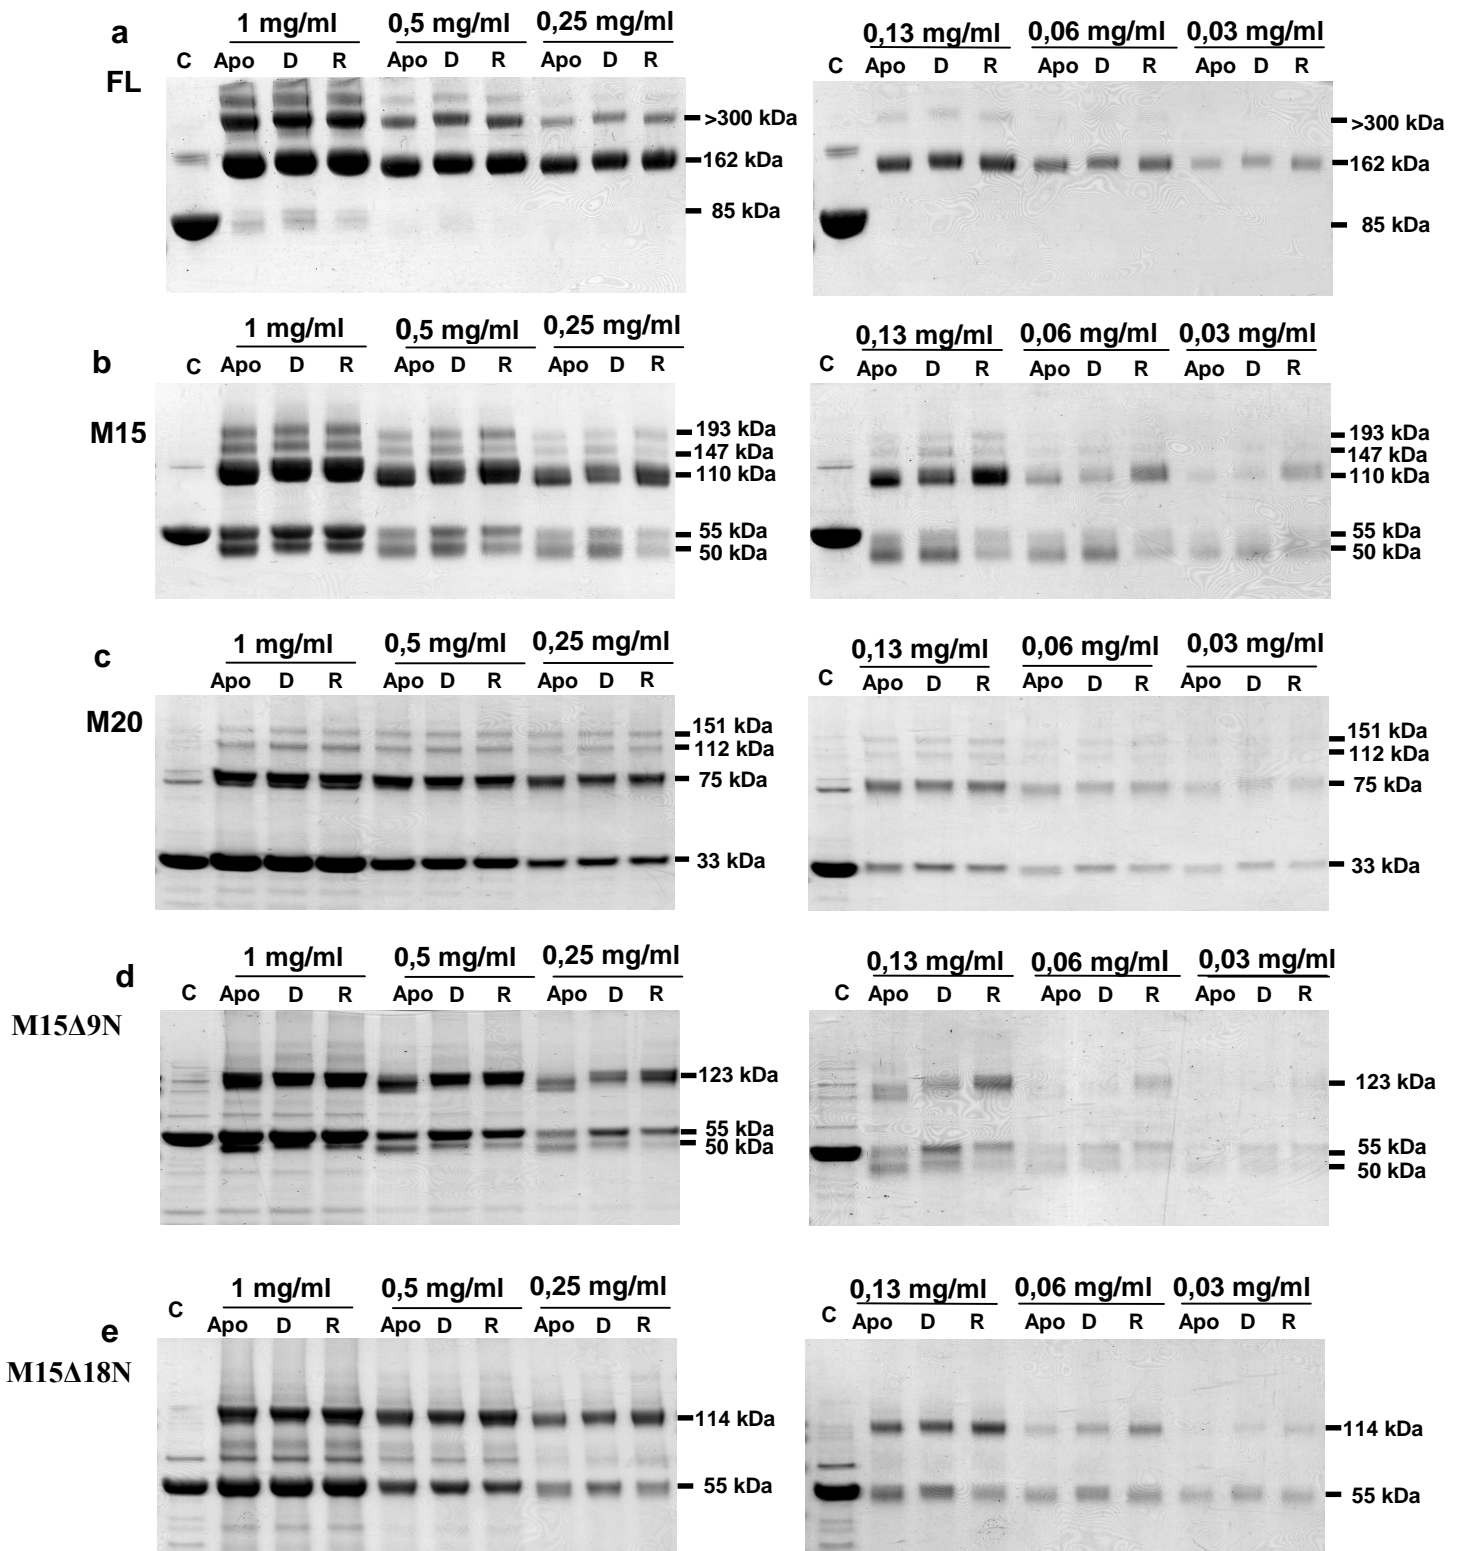 a
FL
1 mg/ml 0,5 mg/ml 0,25 mg/ml
C Apo D R Apo D R Apo D R
>300 kDa
162 kDa
85 kDa
0,13 mg/ml 0,06 mg/ml 0,03 mg/ml
C Apo D R Apo D R Apo D R
>300 kDa
162 kDa
85 kDa
b
M15
1 mg/ml 0,5 mg/ml 0,25 mg/ml
C Apo D R Apo D R Apo D R
193 kDa
147 kDa
110 kDa
55 kDa
50 kDa
0,13 mg/ml 0,06 mg/ml 0,03 mg/ml
C Apo D R Apo D R Apo D R
193 kDa
147 kDa
110 kDa
55 kDa
50 kDa
c
M20
1 mg/ml 0,5 mg/ml 0,25 mg/ml
Apo D R Apo D R Apo D R
151 kDa
112 kDa
75 kDa
33 kDa
0,13 mg/ml 0,06 mg/ml 0,03 mg/ml
C Apo D R Apo D R Apo D R
151 kDa
112 kDa
75 kDa
33 kDa
d
M15Δ9N
1 mg/ml 0,5 mg/ml 0,25 mg/ml
C Apo D R Apo D R Apo D R
123 kDa
55 kDa
50 kDa
0,13 mg/ml 0,06 mg/ml 0,03 mg/ml
C Apo D R Apo D R Apo D R
123 kDa
55 kDa
50 kDa
e
M15Δ18N
1 mg/ml 0,5 mg/ml 0,25 mg/ml
C Apo D R Apo D R Apo D R
114 kDa
55 kDa
0,13 mg/ml 0,06 mg/ml 0,03 mg/ml
C Apo D R Apo D R Apo D R
114 kDa
55 kDa